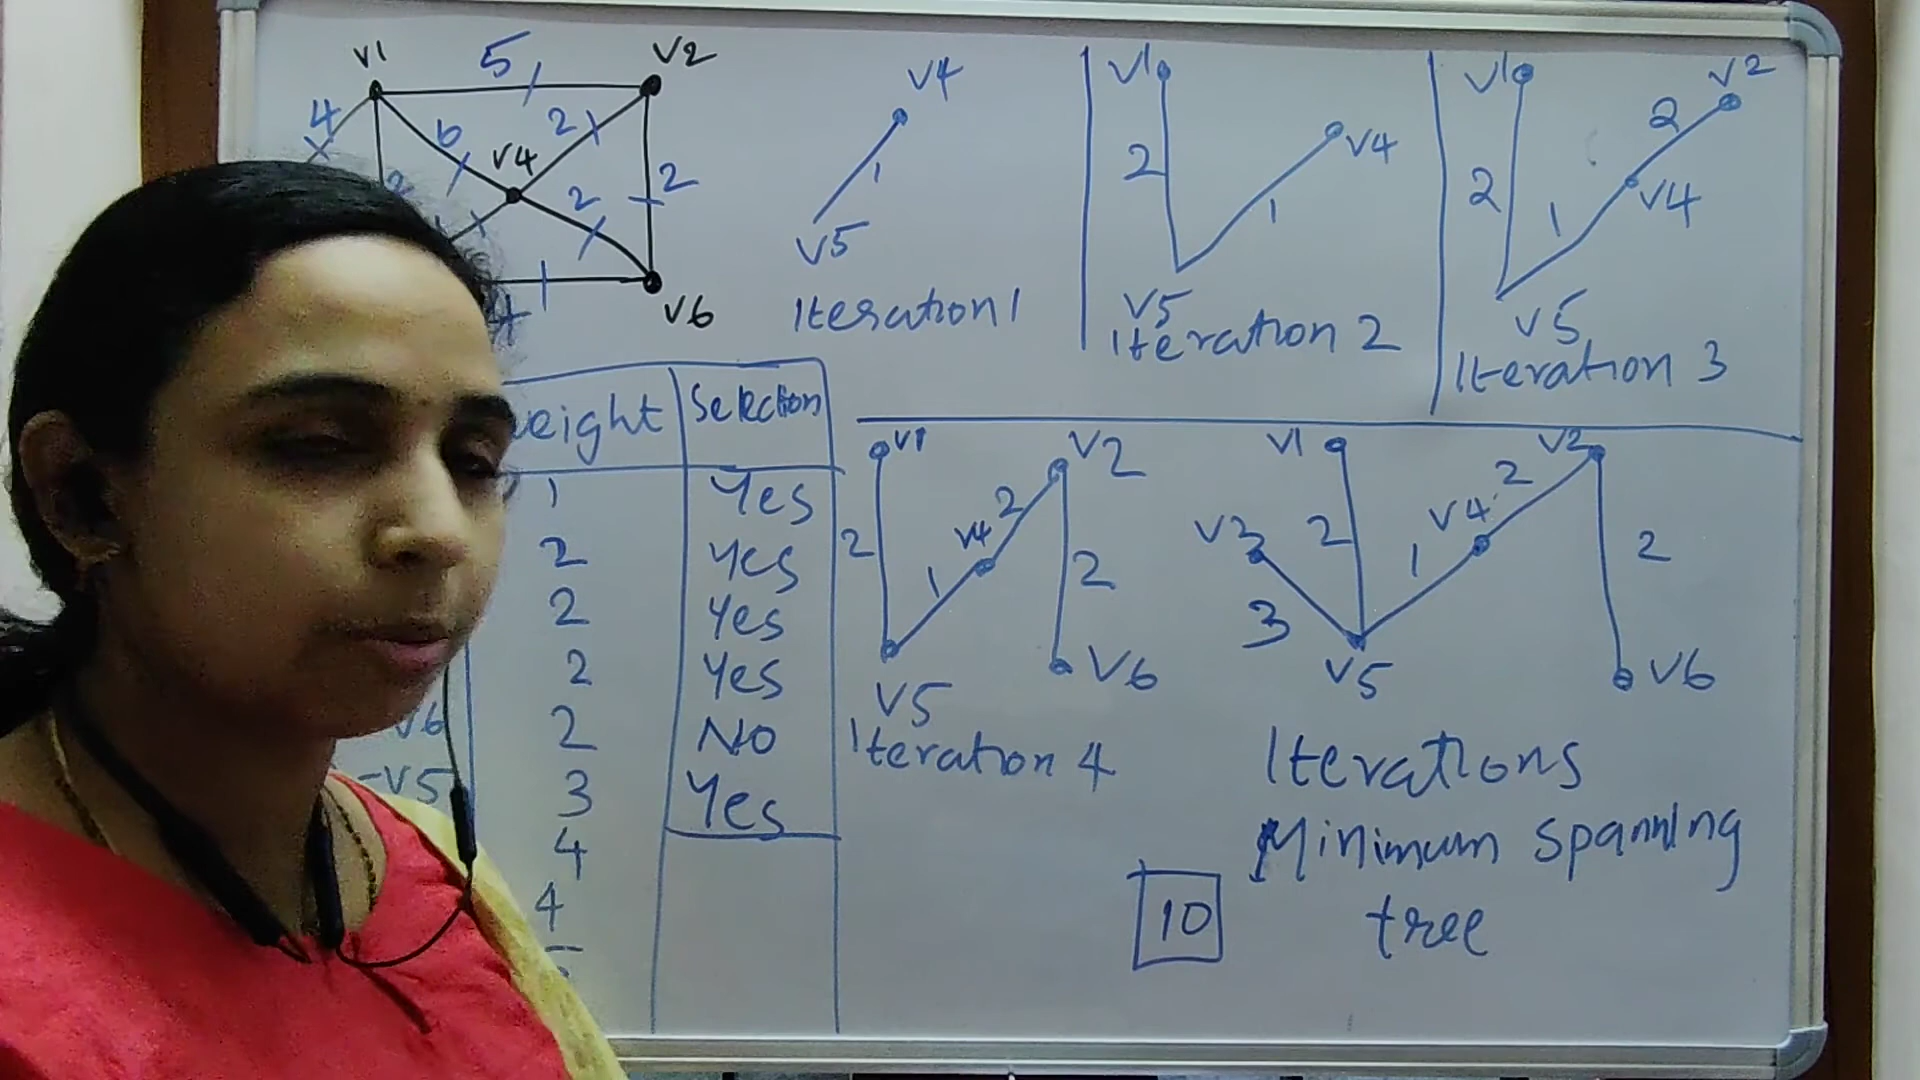 v1
5
V2
4
6
2
v4
2
2
V6
V4
1
V5
Iteration 1
V1
2
V4
1
V5
Iteration 2
V1
V2
2
2
V4
1
V5
Iteration 3
eight
Selection
1
Yes
2
Yes
2
Yes
2
Yes
V6
2
NO
-V5
3
Yes
4
4
V1
V2
2
V4
2
1
2
V5
V6
Iteration 4
V1
V2
2
V4
V3
2
1
2
3
V5
V6
Iterations
Minimum spanning
tree
10